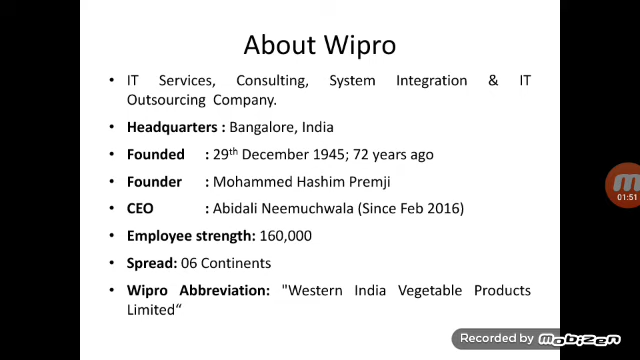 About Wipro
• IT Services, Consulting, System Integration & IT
Outsourcing Company.
• Headquarters : Bangalore, India
• Founded : 29th December 1945; 72 years ago
• Founder : Mohammed Hashim Premji
• CEO : Abidali Neemuchwala (Since Feb 2016)
• Employee strength: 160,000
• Spread: 06 Continents
• Wipro Abbreviation: "Western India Vegetable Products
Limited“
01:51
Recorded by mobizen